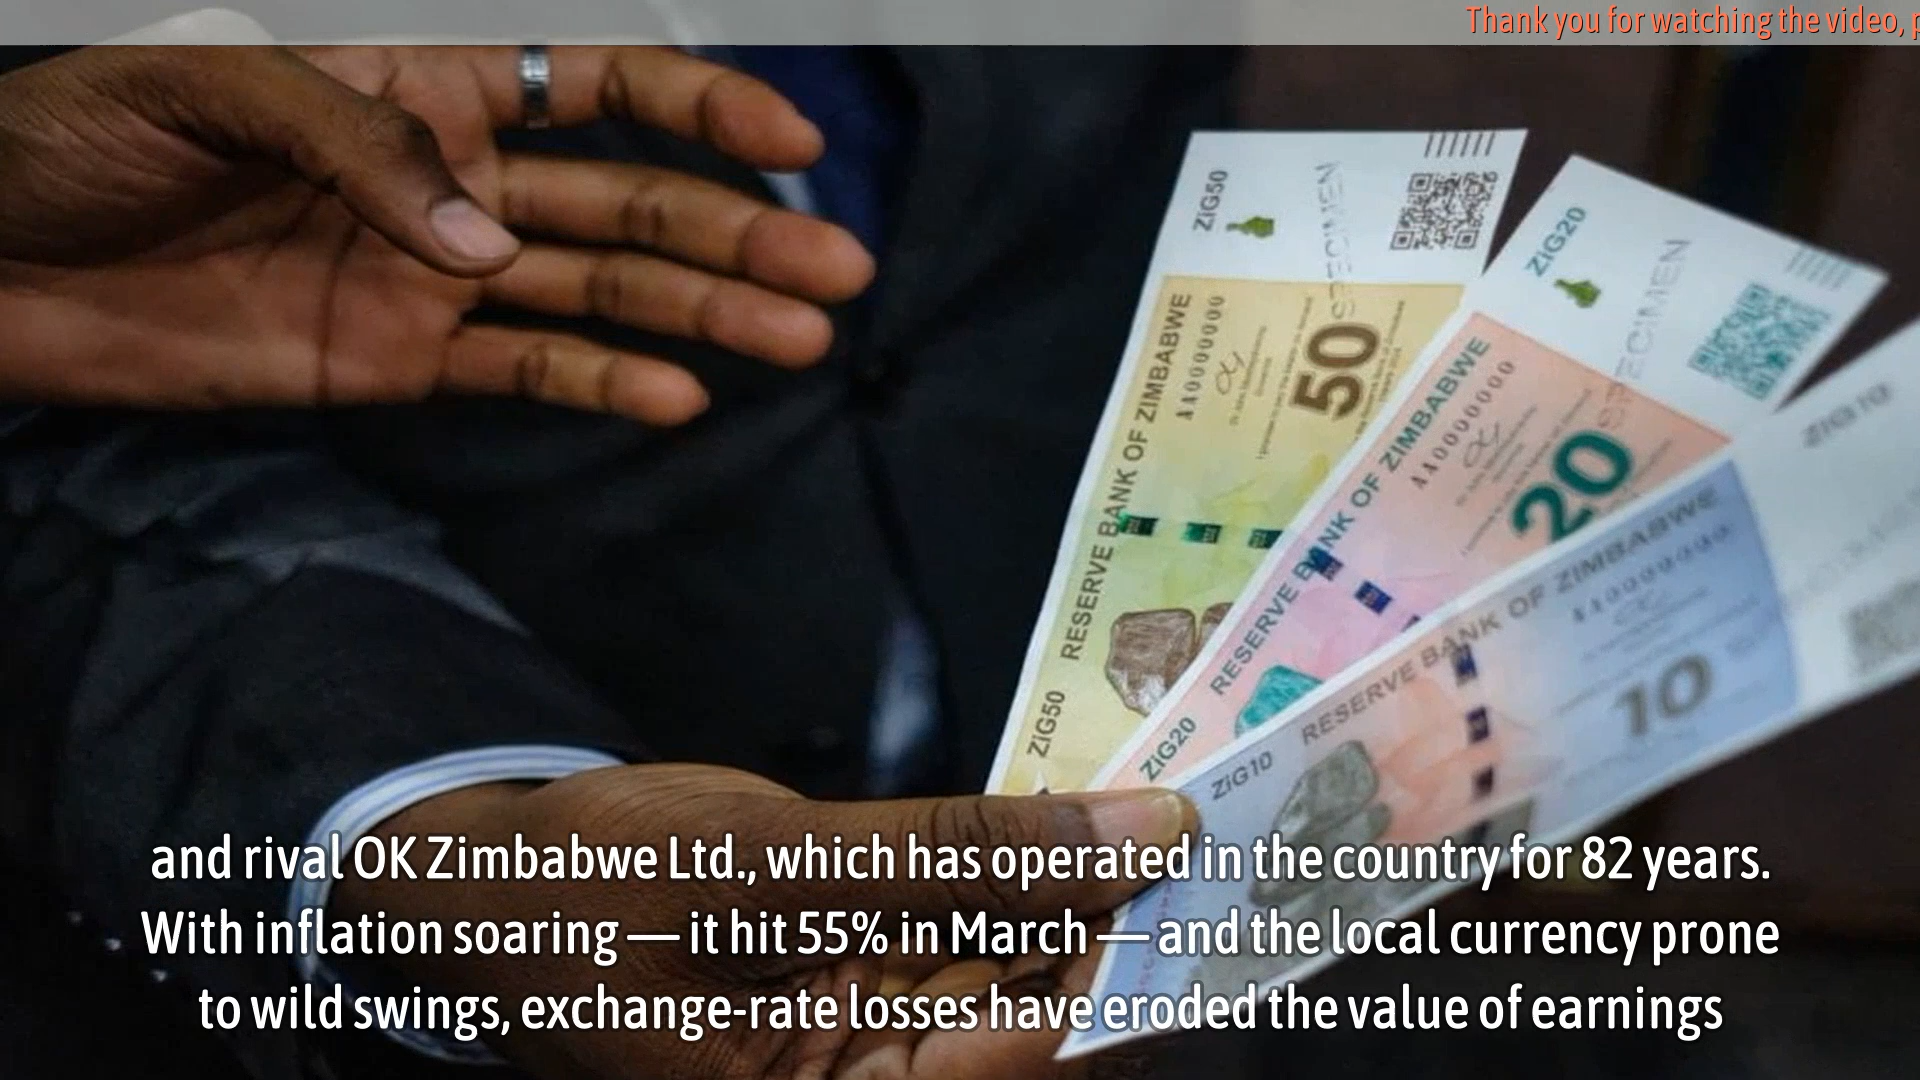 Thank you for watching the video,
ZiG50
SPECIMEN
RESERVE BANK OF ZIMBABWE
AA0000000
50
ZiG50
ZiG20
SPECIMEN
RESERVE BANK OF ZIMBABWE
AA0000000
20
ZiG20
ZiG10
RESERVE BANK OF ZIMBABWE
AA0000000
10
ZiG10
and rival OK Zimbabwe Ltd., which has operated in the country for 82 years.
With inflation soaring — it hit 55% in March — and the local currency prone
to wild swings, exchange-rate losses have eroded the value of earnings